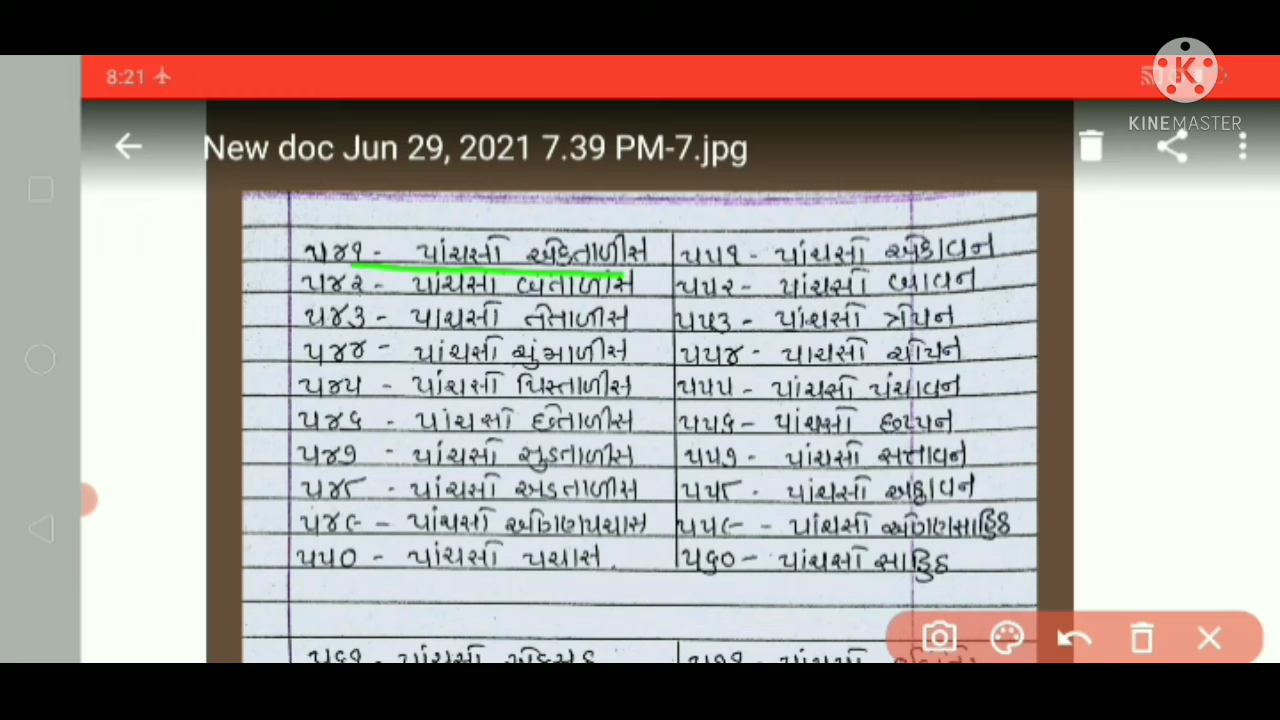 8:21
KINEMASTER
New doc Jun 29, 2021 7.39 PM-7.jpg
૫૪૧ - પાંચસો એકતાળીસ
૫૪૨ - પાંચસો બેતાળીસ
૫૪૩ - પાચસો તેતાળીસ
૫૪૪ - પાંચસો ચુંમાળીસ
૫૪૫ - પાંચસો પિસ્તાળીસ
૫૪૬ - પાંચસો છેતાળીસ
૫૪૭ - પાંચસો સુડતાળીસ
૫૪૮ - પાંચસો અડતાળીસ
૫૪૯ - પાંચસો ઓગણપચાસ
૫૫૦ - પાંચસો પચાસ
૫૫૧ - પાંચસો એકાવન
૫૫૨ - પાંચસો બાવન
૫૫૩ - પાંચસો ત્રેપન
૫૫૪ - પાચસો ચોપન
૫૫૫ - પાંચસો પંચાવન
૫૫૬ - પાંચસો છપ્પન
૫૫૭ - પાંચસો સત્તાવન
૫૫૮ - પાંચસો અઠ્ઠાવન
૫૫૯ - પાંચસો ઓગણસાઠ
૫૬૦ - પાંચસો સાઠ
૫૬૧ - પાંચસો